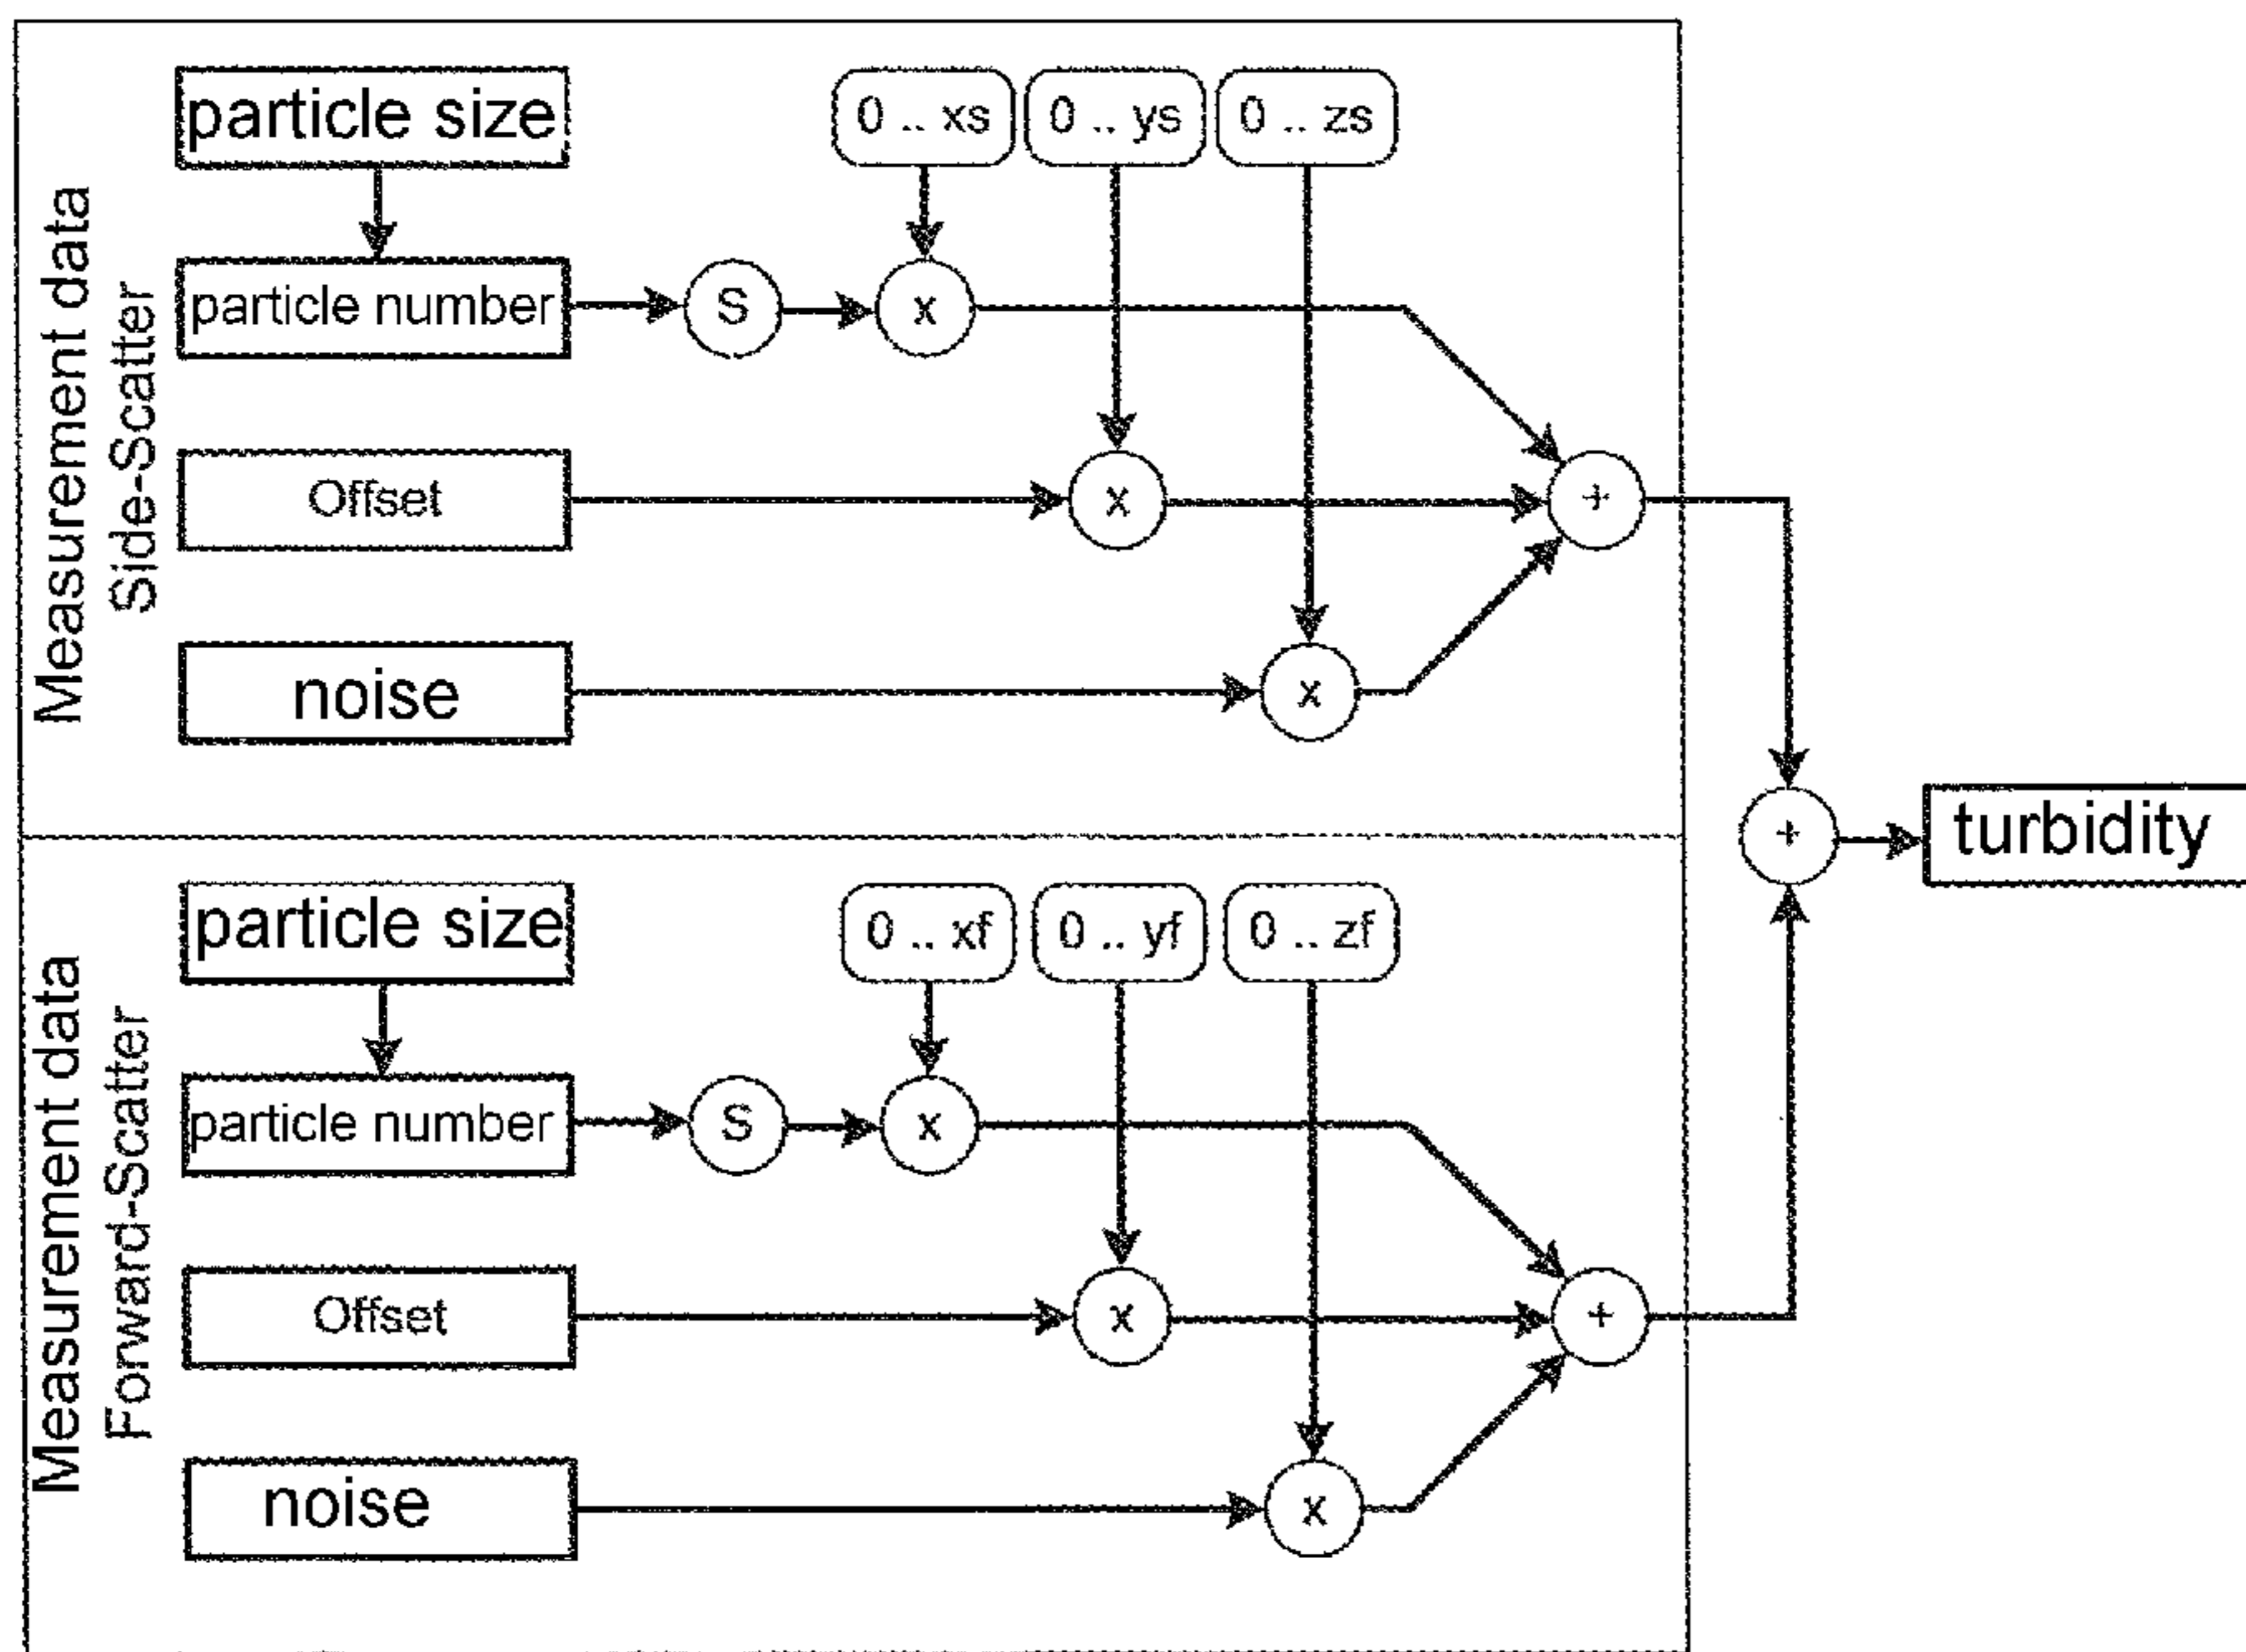 Measurement data
Side-Scatter
particle size
0 .. xs
0 .. ys
0 .. zs
particle number
S
x
Offset
x
+
noise
x
+
turbidity
Measurement data
Forward-Scatter
particle size
0 .. xf
0 .. yf
0 .. zf
particle number
S
x
Offset
x
+
noise
x